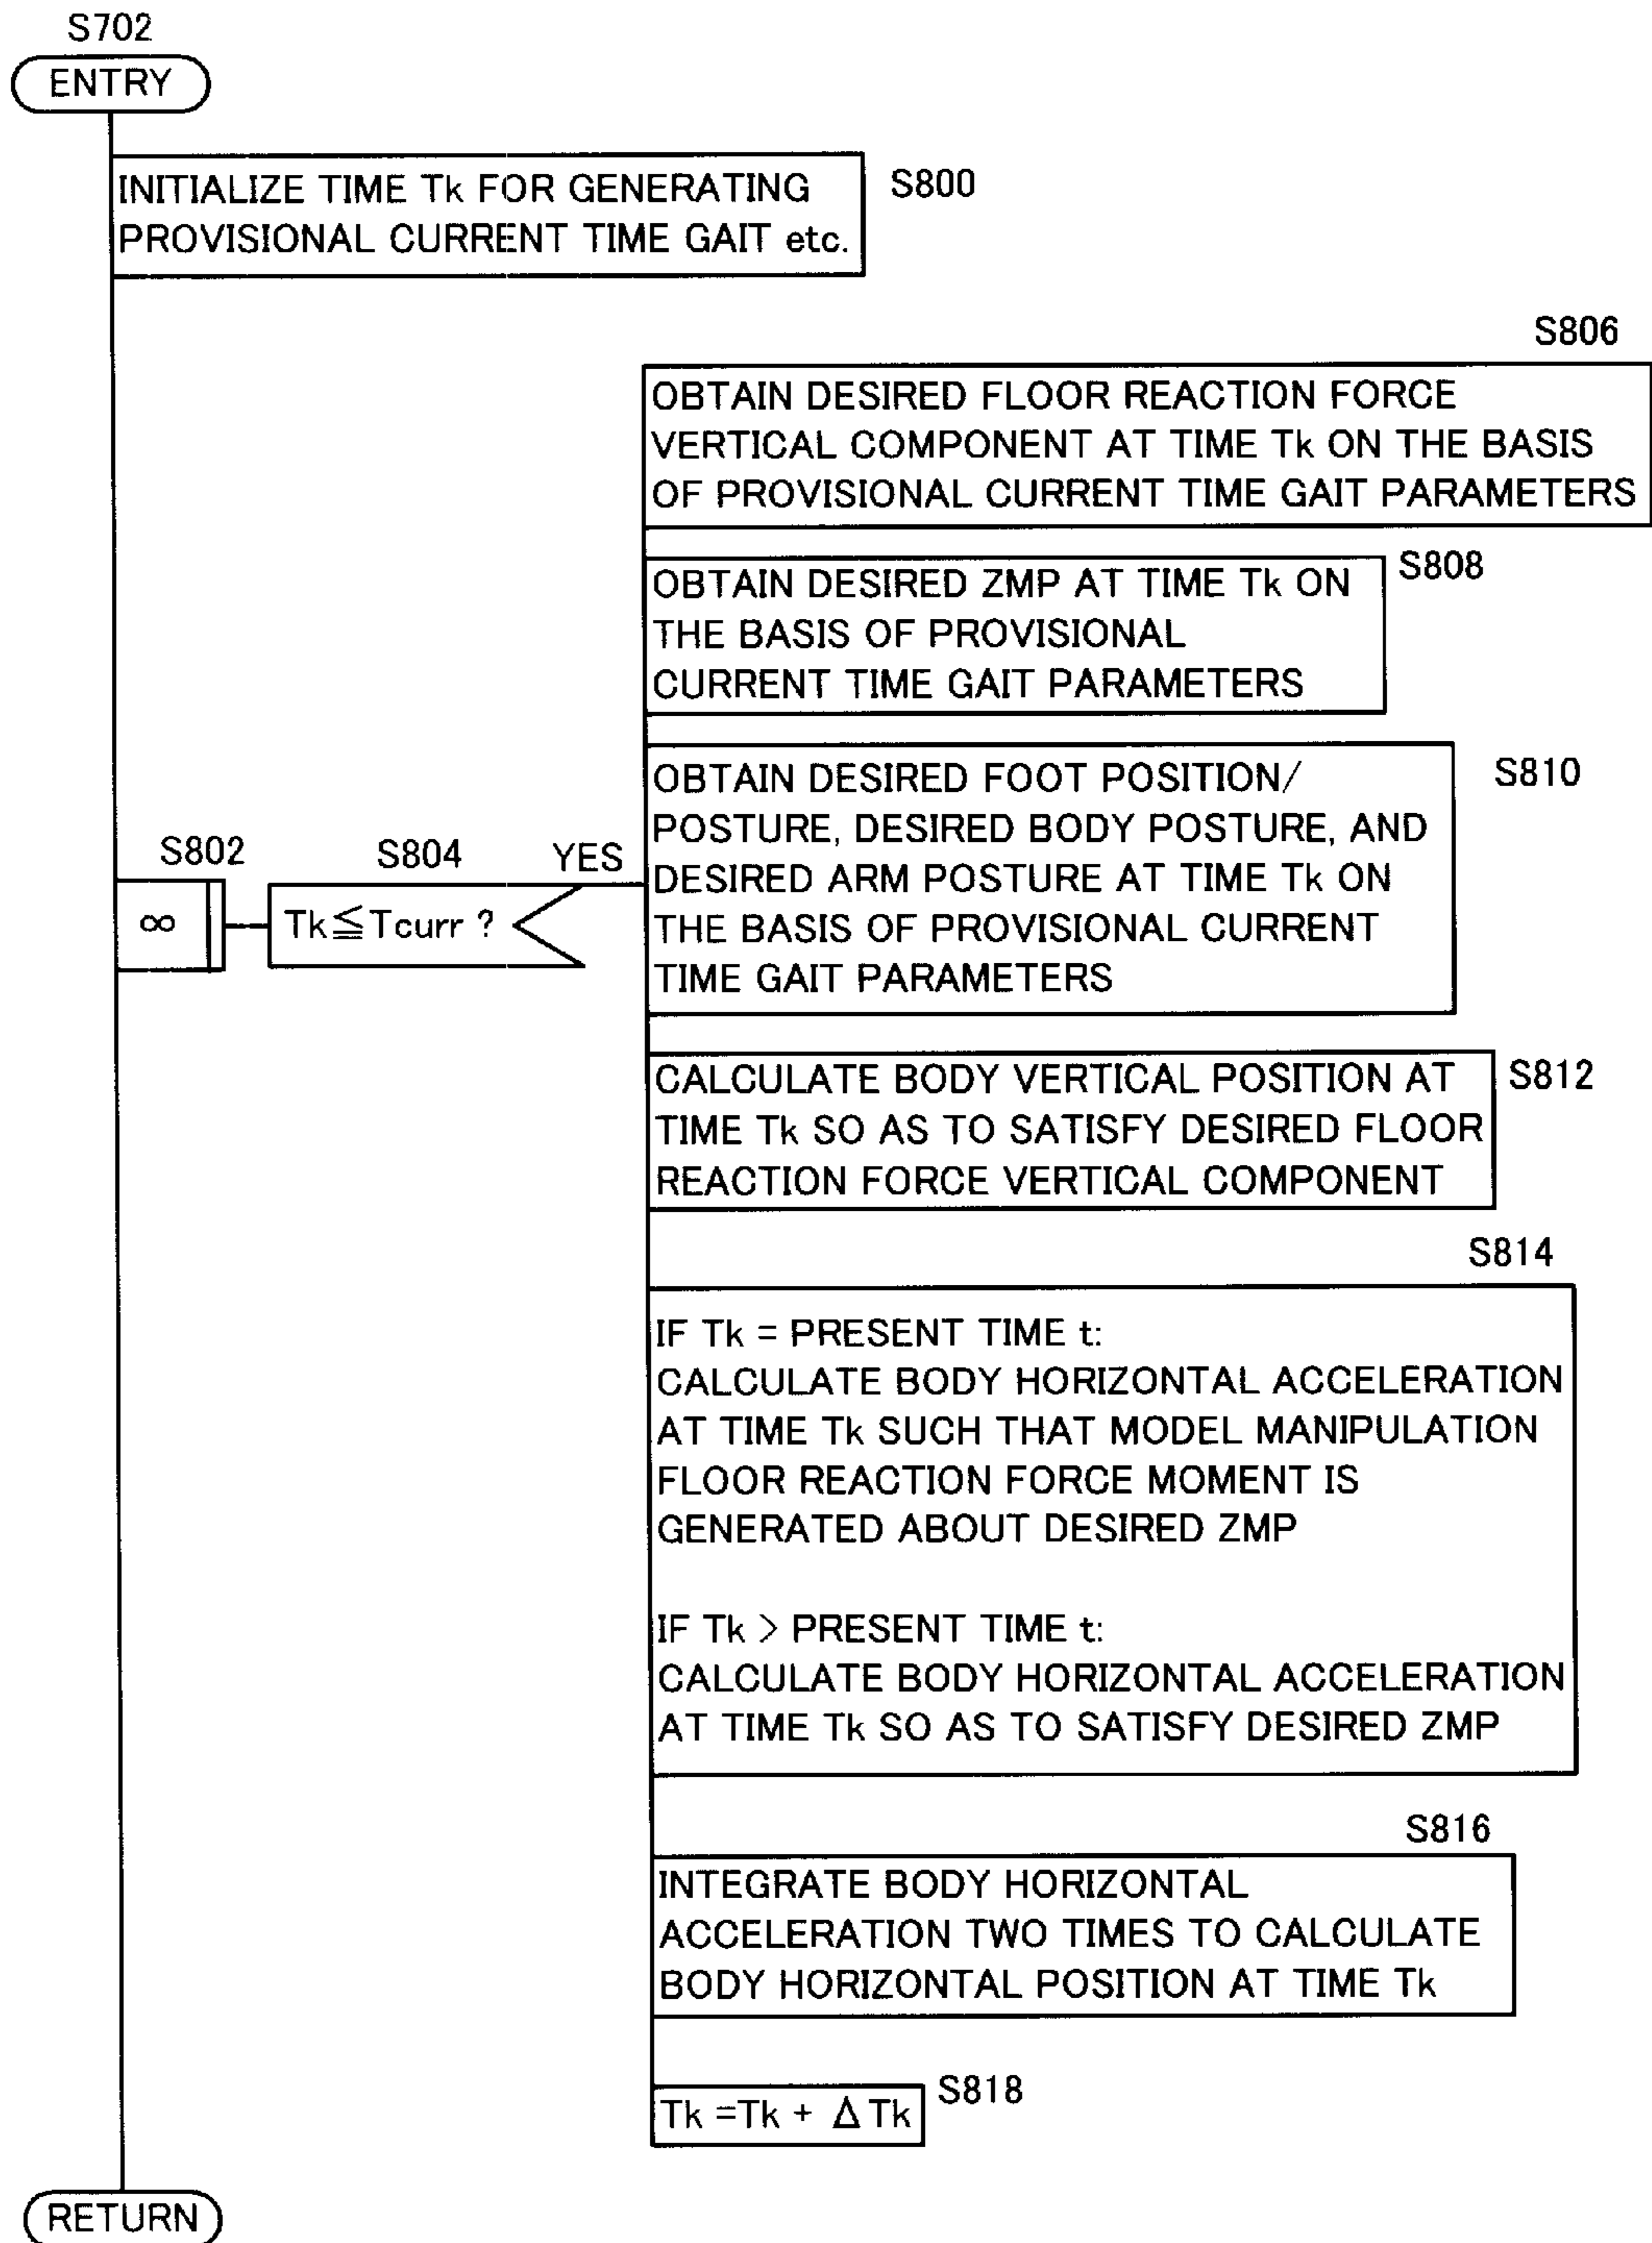 S702
ENTRY
INITIALIZE TIME Tk FOR GENERATING
PROVISIONAL CURRENT TIME GAIT etc.
S800
S806
OBTAIN DESIRED FLOOR REACTION FORCE
VERTICAL COMPONENT AT TIME Tk ON THE BASIS
OF PROVISIONAL CURRENT TIME GAIT PARAMETERS
S808
OBTAIN DESIRED ZMP AT TIME Tk ON
THE BASIS OF PROVISIONAL
CURRENT TIME GAIT PARAMETERS
S810
OBTAIN DESIRED FOOT POSITION/
POSTURE, DESIRED BODY POSTURE, AND
DESIRED ARM POSTURE AT TIME Tk ON
THE BASIS OF PROVISIONAL CURRENT
TIME GAIT PARAMETERS
S802
∞
S804
Tk≦Tcurr ?
YES
S812
CALCULATE BODY VERTICAL POSITION AT
TIME Tk SO AS TO SATISFY DESIRED FLOOR
REACTION FORCE VERTICAL COMPONENT
S814
IF Tk = PRESENT TIME t:
CALCULATE BODY HORIZONTAL ACCELERATION
AT TIME Tk SUCH THAT MODEL MANIPULATION
FLOOR REACTION FORCE MOMENT IS
GENERATED ABOUT DESIRED ZMP
IF Tk > PRESENT TIME t:
CALCULATE BODY HORIZONTAL ACCELERATION
AT TIME Tk SO AS TO SATISFY DESIRED ZMP
S816
INTEGRATE BODY HORIZONTAL
ACCELERATION TWO TIMES TO CALCULATE
BODY HORIZONTAL POSITION AT TIME Tk
S818
Tk =Tk + Δ Tk
RETURN